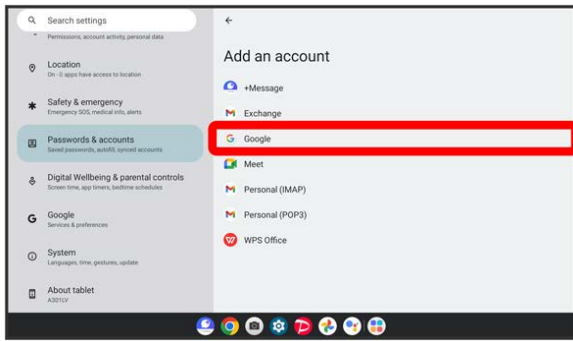 Search settings
Permissions, account activity, personal data
Location
On · 0 apps have access to location
Safety & emergency
Emergency SOS, medical info, alerts
Passwords & accounts
Saved passwords, autofill, synced accounts
Digital Wellbeing & parental controls
Screen time, app timers, bedtime schedules
Google
Services & preferences
System
Languages, time, gestures, update
About tablet
A301LV
Add an account
+Message
Exchange
Google
Meet
Personal (IMAP)
Personal (POP3)
WPS Office